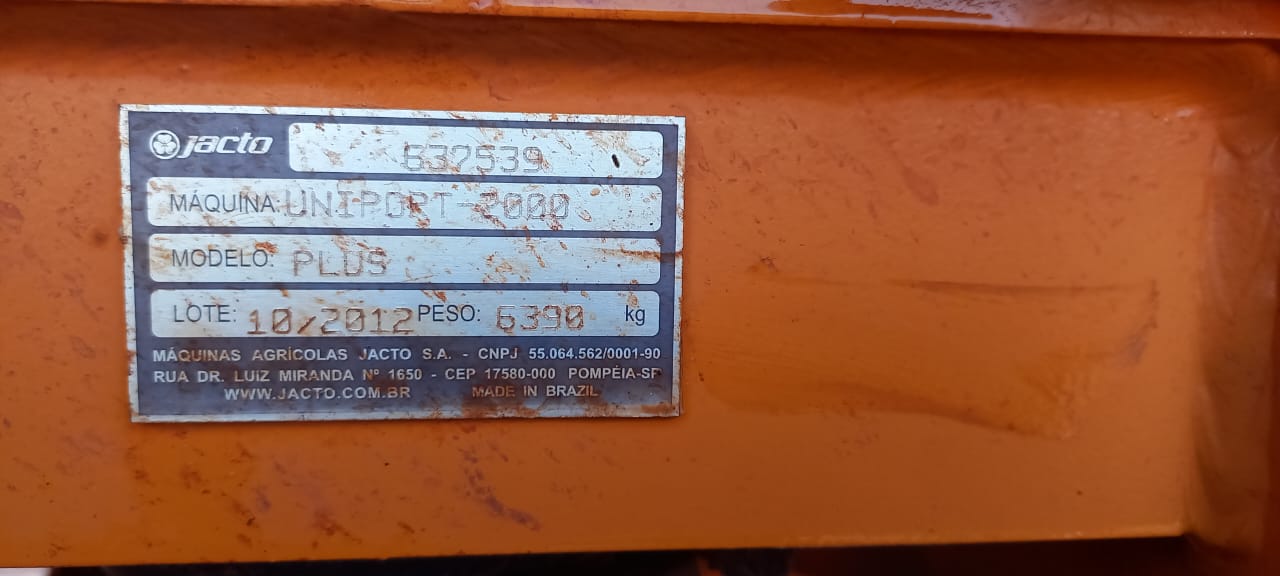 Jacto 637539
MÁQUINA: UNIPORT-2000
MODELO: PLUS
LOTE: 10/2012 PESO: 6390 kg
MÁQUINAS AGRÍCOLAS JACTO S.A. - CNPJ 55.064.562/0001-90
RUA DR. LUIZ MIRANDA Nº 1650 - CEP 17580-000 POMPÉIA-SP
WWW.JACTO.COM.BR MADE IN BRAZIL